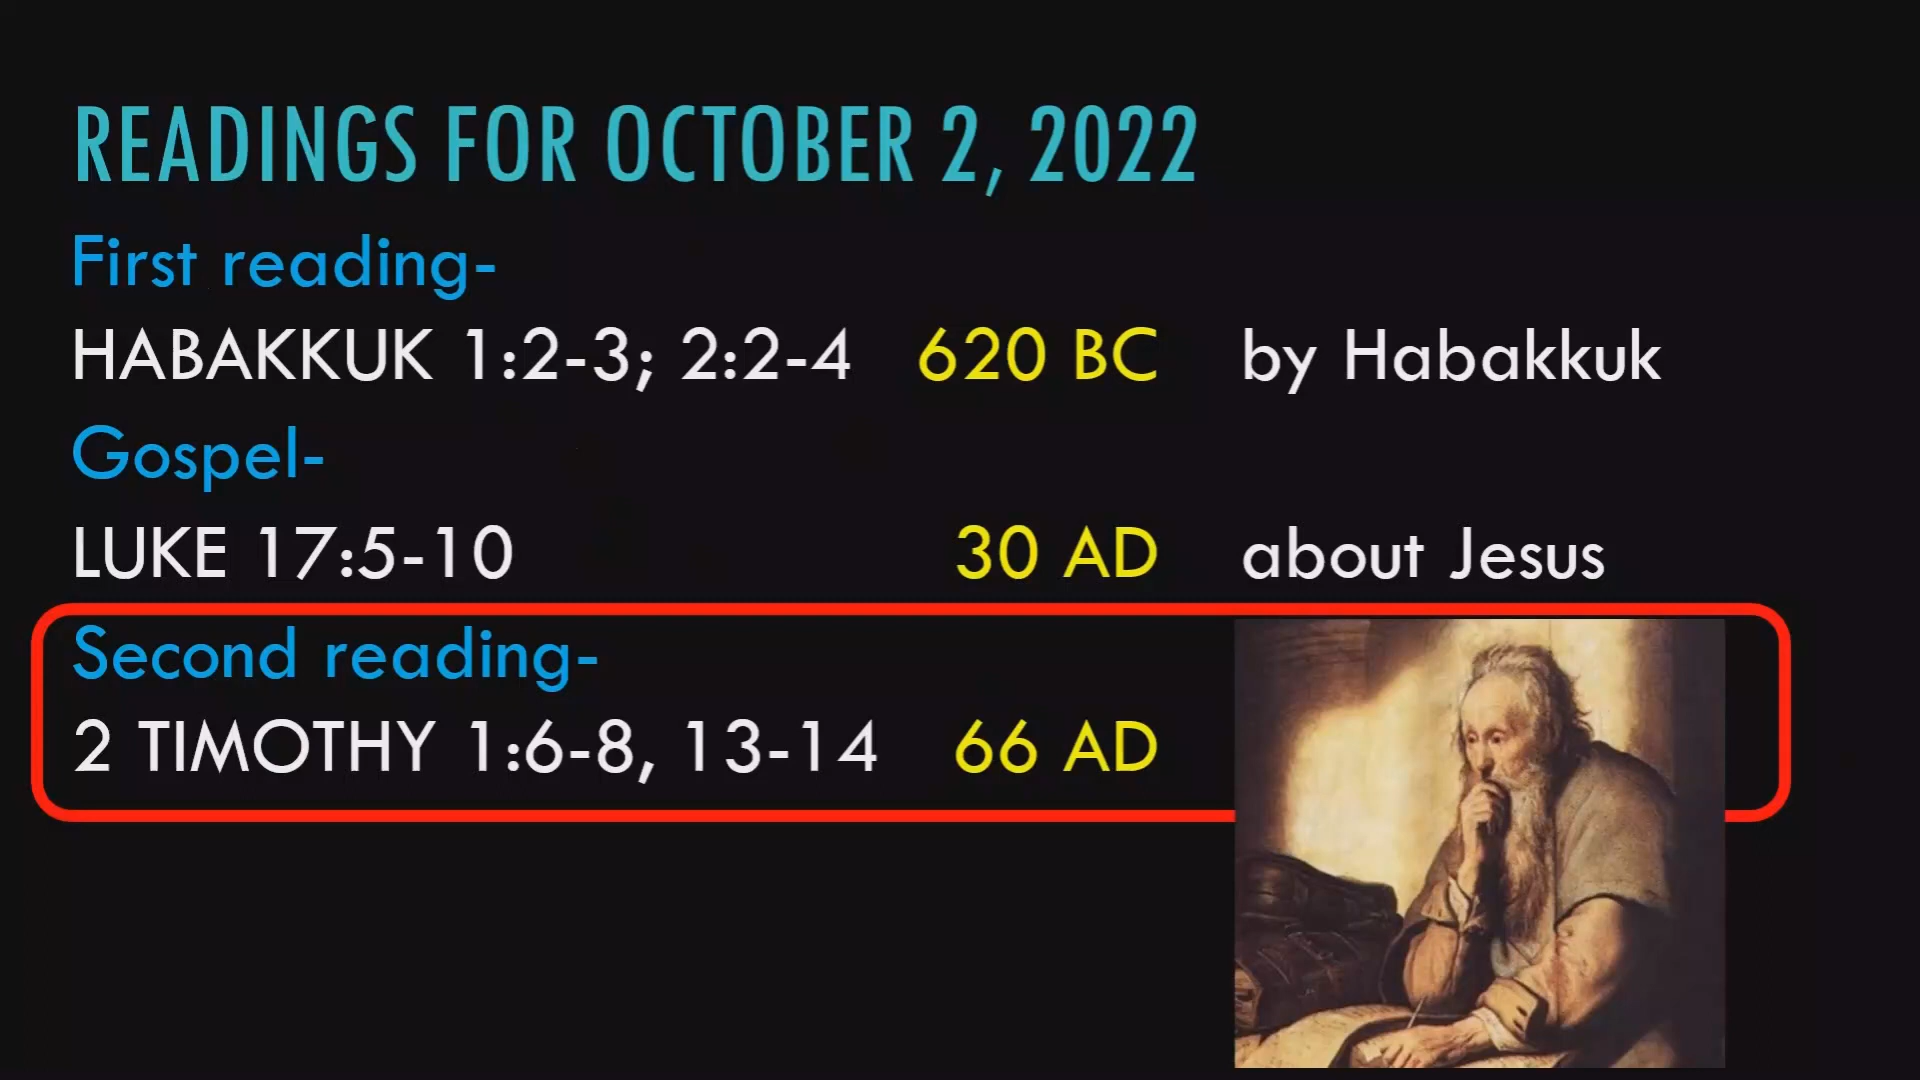 READINGS FOR OCTOBER 2, 2022
First reading-
HABAKKUK 1:2-3; 2:2-4 620 BC by Habakkuk
Gospel-
LUKE 17:5-10 30 AD about Jesus
Second reading-
2 TIMOTHY 1:6-8, 13-14 66 AD